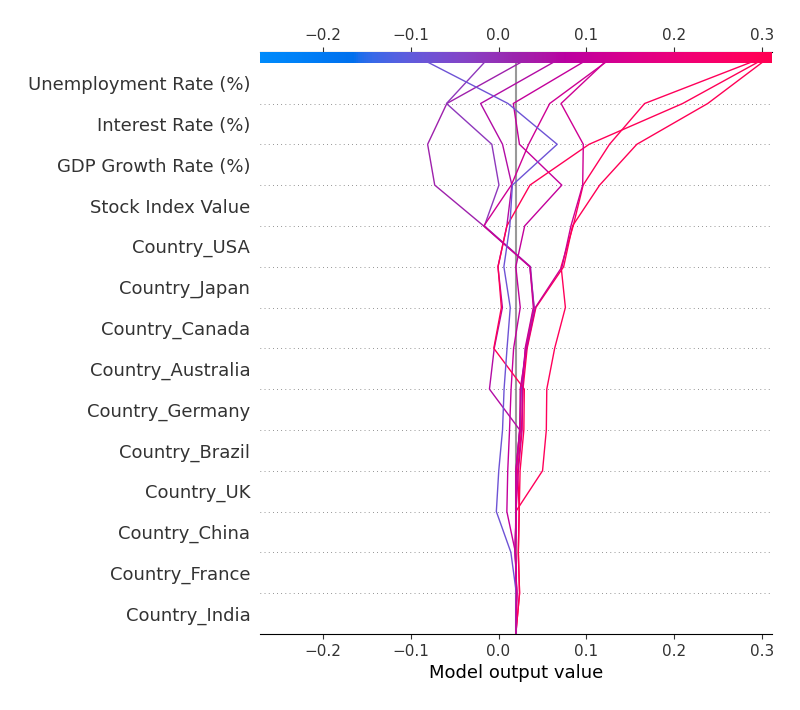 −0.2 −0.1 0.0 0.1 0.2 0.3
Unemployment Rate (%)
Interest Rate (%)
GDP Growth Rate (%)
Stock Index Value
Country_USA
Country_Japan
Country_Canada
Country_Australia
Country_Germany
Country_Brazil
Country_UK
Country_China
Country_France
Country_India
−0.2 −0.1 0.0 0.1 0.2 0.3
Model output value